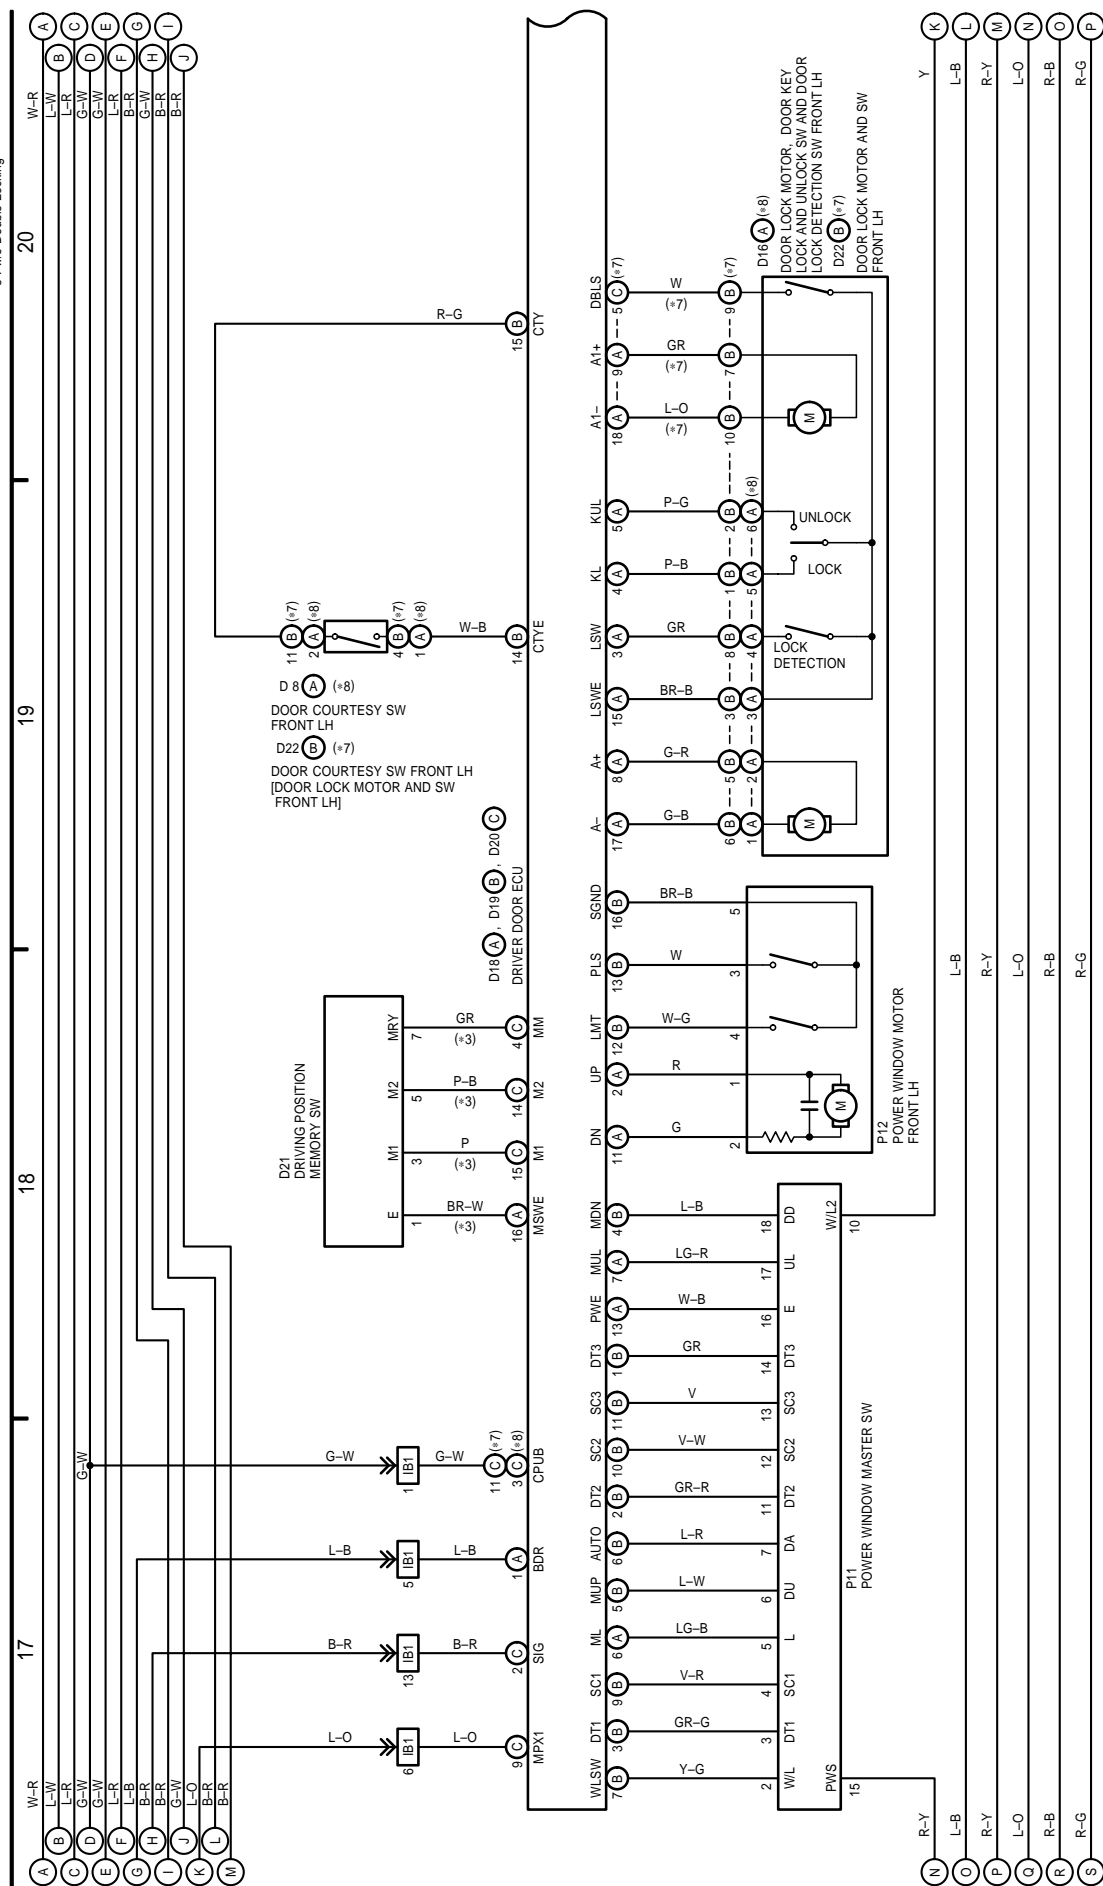 17
18
19
20
W–R
L–W
L–R
G–W
G–W
L–R
L–B
B–R
B–R
G–W
L–O
B–R
B–R
A
B
C
D
E
F
G
H
I
J
K
L
M
W–R
L–W
L–R
G–W
G–W
L–R
B–R
G–W
B–R
B–R
A
B
C
D
E
F
G
H
I
J
G–W
L–O
IB1
6
L–O
9 C
MPX1
B–R
IB1
13
B–R
2 C
SIG
L–B
IB1
5
L–B
1 A
BDR
G–W
IB1
1
G–W
11 C (*7)
3 C (*8)
CPUB
D21
DRIVING POSITION
MEMORY SW
E
M1
M2
MRY
1
3
5
7
BR–W
(*3)
P
(*3)
P–B
(*3)
GR
(*3)
16 A
15 C
14 C
4 C
MSWE
M1
M2
MM
D18 A , D19 B , D20 C
DRIVER DOOR ECU
R–G
15 B
CTY
11 B (*7)
2 A (*8)
4 B (*7)
1 A (*8)
W–B
14 B
CTYE
D 8 A (*8)
DOOR COURTESY SW
FRONT LH
D22 B (*7)
DOOR COURTESY SW FRONT LH
[DOOR LOCK MOTOR AND SW
FRONT LH]
WLSW
7 B
Y–G
2
W/L
DT1
3 B
GR–G
3
DT1
SC1
9 B
V–R
4
SC1
ML
6 A
LG–B
5
L
MUP
5 B
L–W
6
DU
AUTO
6 B
L–R
7
DA
DT2
2 B
GR–R
11
DT2
SC2
10 B
V–W
12
SC2
SC3
11 B
V
13
SC3
DT3
1 B
GR
14
DT3
PWE
13 A
W–B
16
E
MUL
7 A
LG–R
17
UL
MDN
4 B
L–B
18
DD
PWS
15
W/L2
10
P11
POWER WINDOW MASTER SW
DN
11 A
G
2
UP
2 A
R
1
LMT
12 B
W–G
4
PLS
13 B
W
3
SGND
16 B
BR–B
5
M
P12
POWER WINDOW MOTOR
FRONT LH
A–
17 A
G–B
6 B
1 A
A+
8 A
G–R
5 B
2 A
LSWE
15 A
BR–B
3 B
3 A
LSW
3 A
GR
8 B
4 A
KL
4 A
P–B
1 B
5 A
KUL
5 A
P–G
2 B
6 A (*8)
A1–
18 A
L–O
(*7)
10 B
A1+
9 A
GR
(*7)
7 B
DBLS
5 C (*7)
W
(*7)
9 B (*7)
M
LOCK
DETECTION
LOCK
UNLOCK
M
D16 A (*8)
DOOR LOCK MOTOR, DOOR KEY
LOCK AND UNLOCK SW AND DOOR
LOCK DETECTION SW FRONT LH
D22 B (*7)
DOOR LOCK MOTOR AND SW
FRONT LH
R–Y
L–B
R–Y
L–O
R–B
R–G
N
O
P
Q
R
S
L–B
R–Y
L–O
R–B
R–G
Y
L–B
R–Y
L–O
R–B
R–G
K
L
M
N
O
P